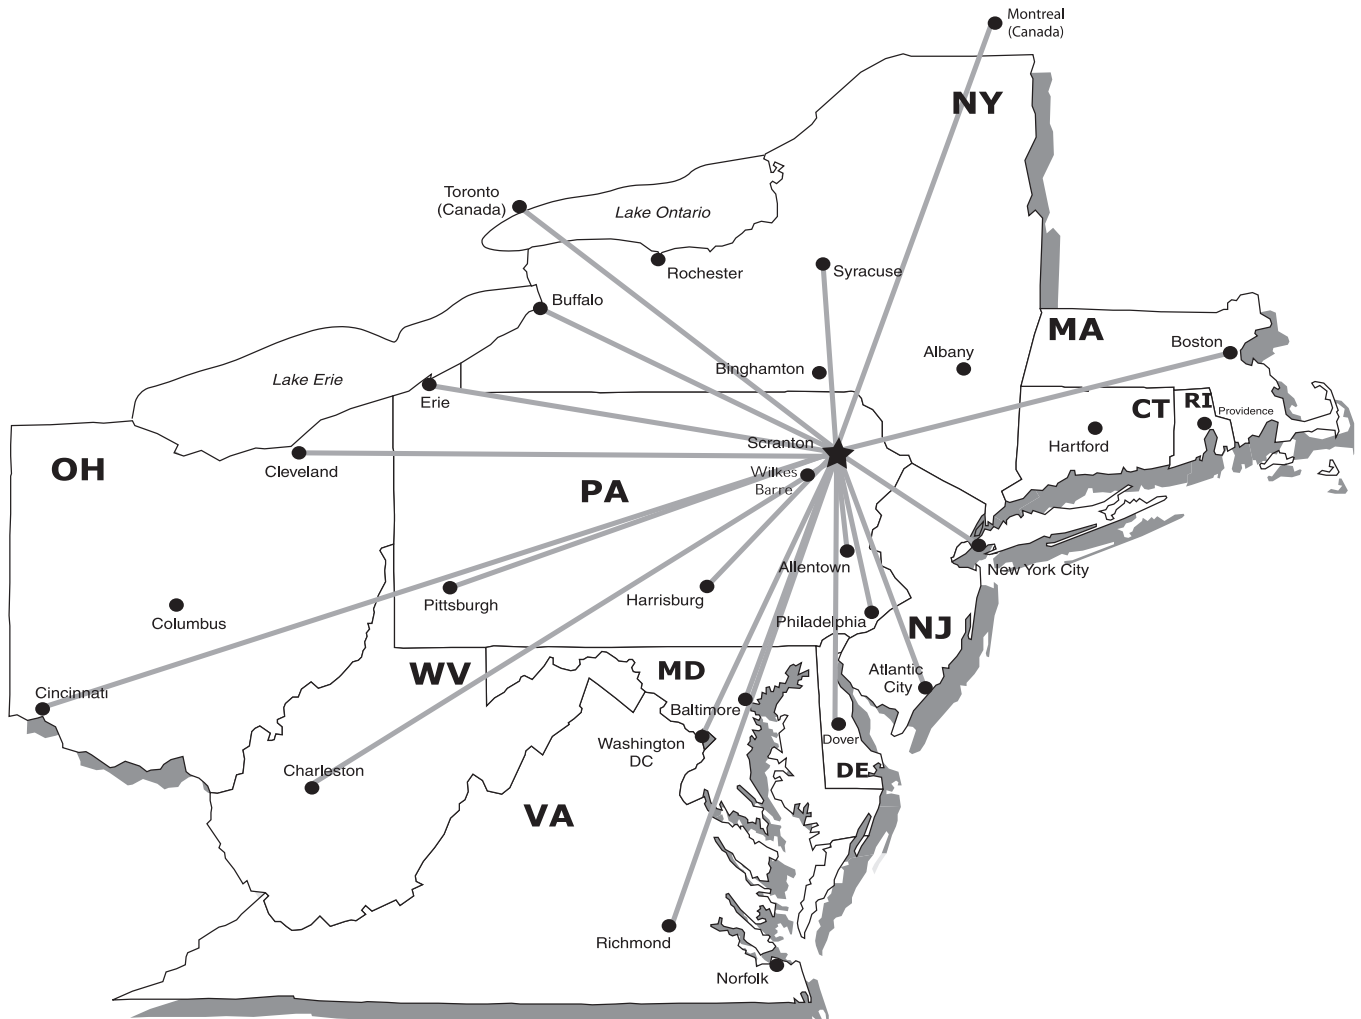 Montreal
(Canada)
NY
Toronto
(Canada)
Lake Ontario
Rochester
Syracuse
Buffalo
MA
Boston
Albany
Binghamton
Lake Erie
Erie
CT
RI
Providence
Hartford
Scranton
Cleveland
OH
Wilkes
Barre
PA
Allentown
New York City
Pittsburgh
Harrisburg
Columbus
Philadelphia
NJ
WV
MD
Atlantic
City
Cincinnati
Baltimore
Washington
DC
Dover
Charleston
DE
VA
Richmond
Norfolk